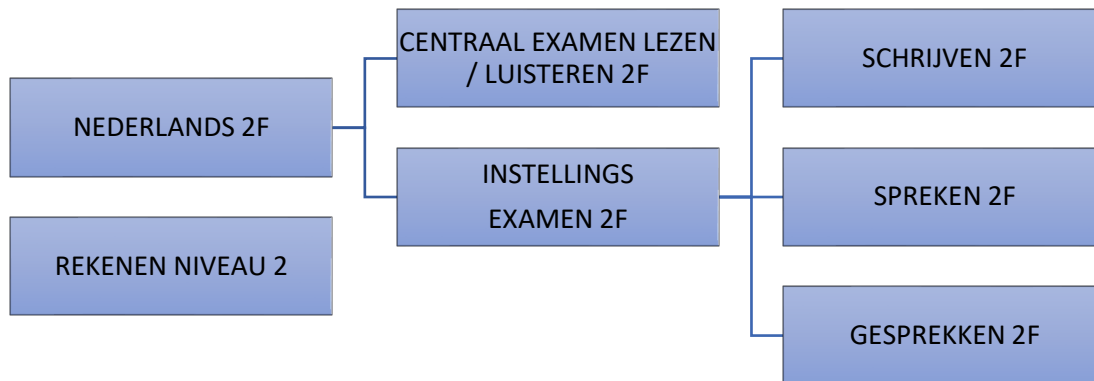 NEDERLANDS 2F
REKENEN NIVEAU 2
CENTRAAL EXAMEN LEZEN
/ LUISTEREN 2F
INSTELLINGS
EXAMEN 2F
SCHRIJVEN 2F
SPREKEN 2F
GESPREKKEN 2F